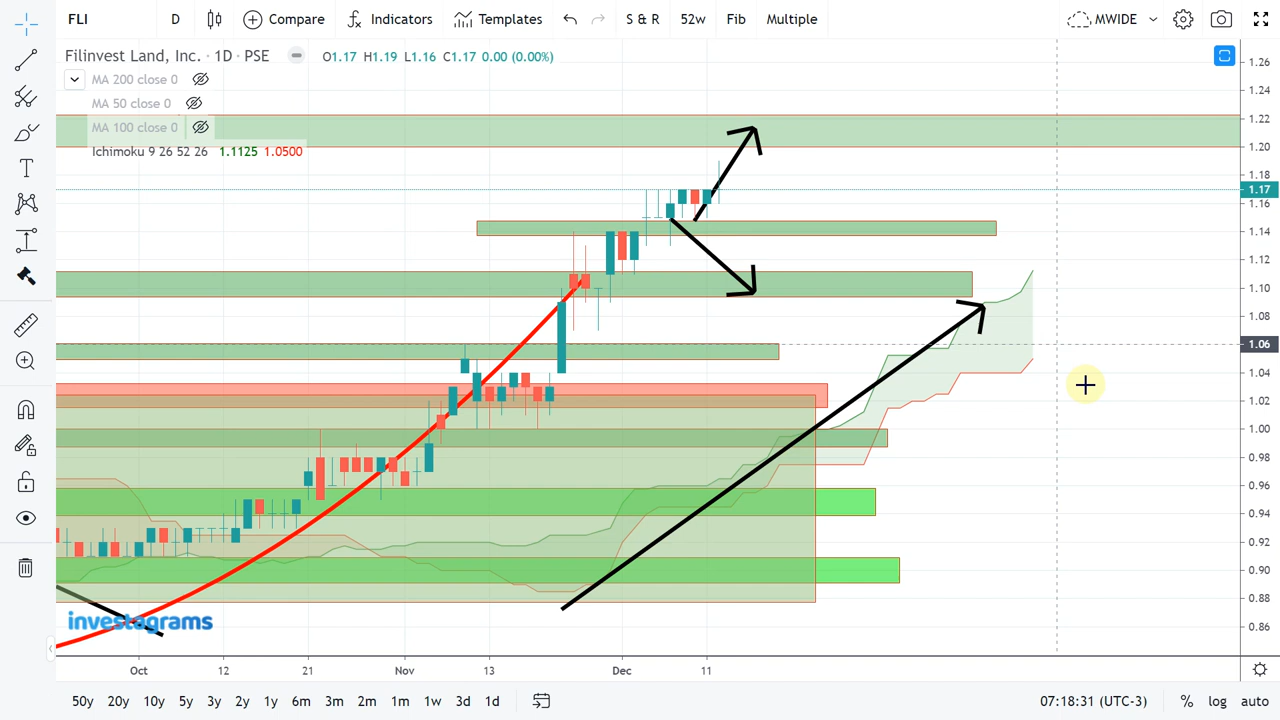 FLI D Compare Indicators Templates S & R 52w Fib Multiple MWIDE
Filinvest Land, Inc. · 1D · PSE O1.17 H1.19 L1.16 C1.17 0.00 (0.00%)
MA 200 close 0
MA 50 close 0
MA 100 close 0
Ichimoku 9 26 52 26 1.1125 1.0500
1.26
1.24
1.22
1.20
1.18
1.17
1.16
1.14
1.12
1.10
1.08
1.06
1.04
1.02
1.00
0.98
0.96
0.94
0.92
0.90
0.88
0.86
investagrams
Oct 12 21 Nov 13 Dec 11
50y 20y 10y 5y 3y 2y 1y 6m 3m 2m 1m 1w 3d 1d 07:18:31 (UTC-3) % log auto